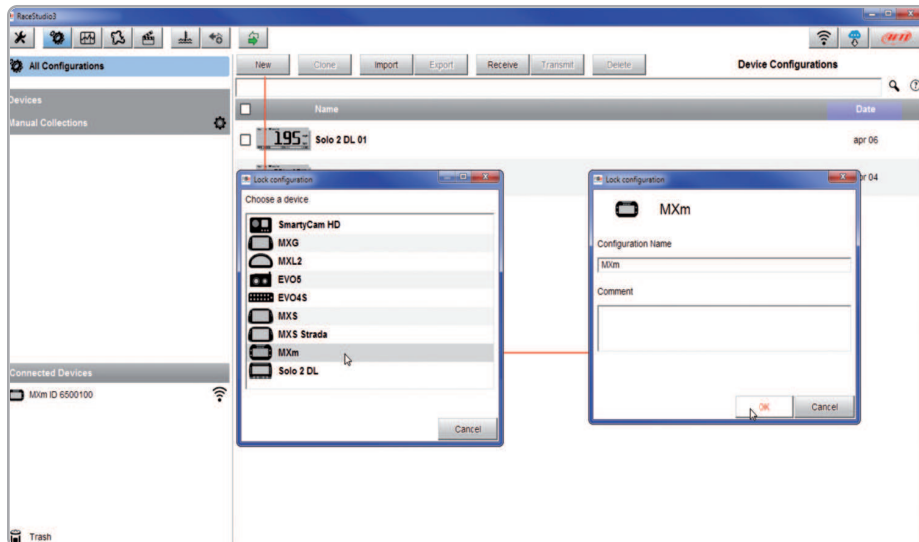 RaceStudio3
All Configurations
New Clone Import Export Receive Transmit Delete Device Configurations
Devices
Manual Collections
Name Date
195 Solo 2 DL 01 apr 06
pr 04
Lock configuration
Choose a device
SmartyCam HD
MXG
MXL2
EVO5
EVO4S
MXS
MXS Strada
MXm
Solo 2 DL
Cancel
Lock configuration
MXm
Configuration Name
MXm
Comment
OK Cancel
Connected Devices
MXm ID 6500100
Trash